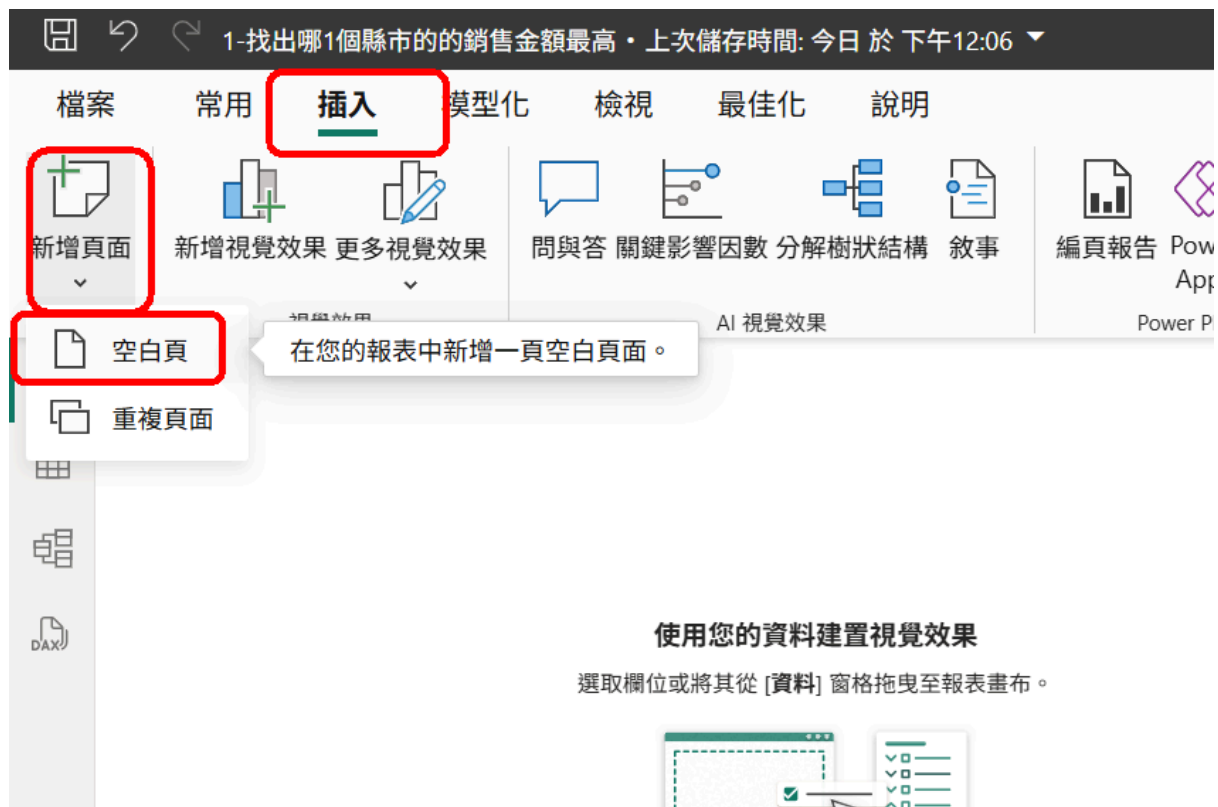 1-找出哪1個縣市的的銷售金額最高・上次儲存時間: 今日 於 下午12:06
檔案 常用 插入 模型化 檢視 最佳化 說明
新增頁面 新增視覺效果 更多視覺效果 問與答 關鍵影響因數 分解樹狀結構 敘事 編頁報告 Pow
App
視覺效果 AI 視覺效果 Power Pl
空白頁 在您的報表中新增一頁空白頁面。
重複頁面
DAX
使用您的資料建置視覺效果
選取欄位或將其從 [資料] 窗格拖曳至報表畫布。